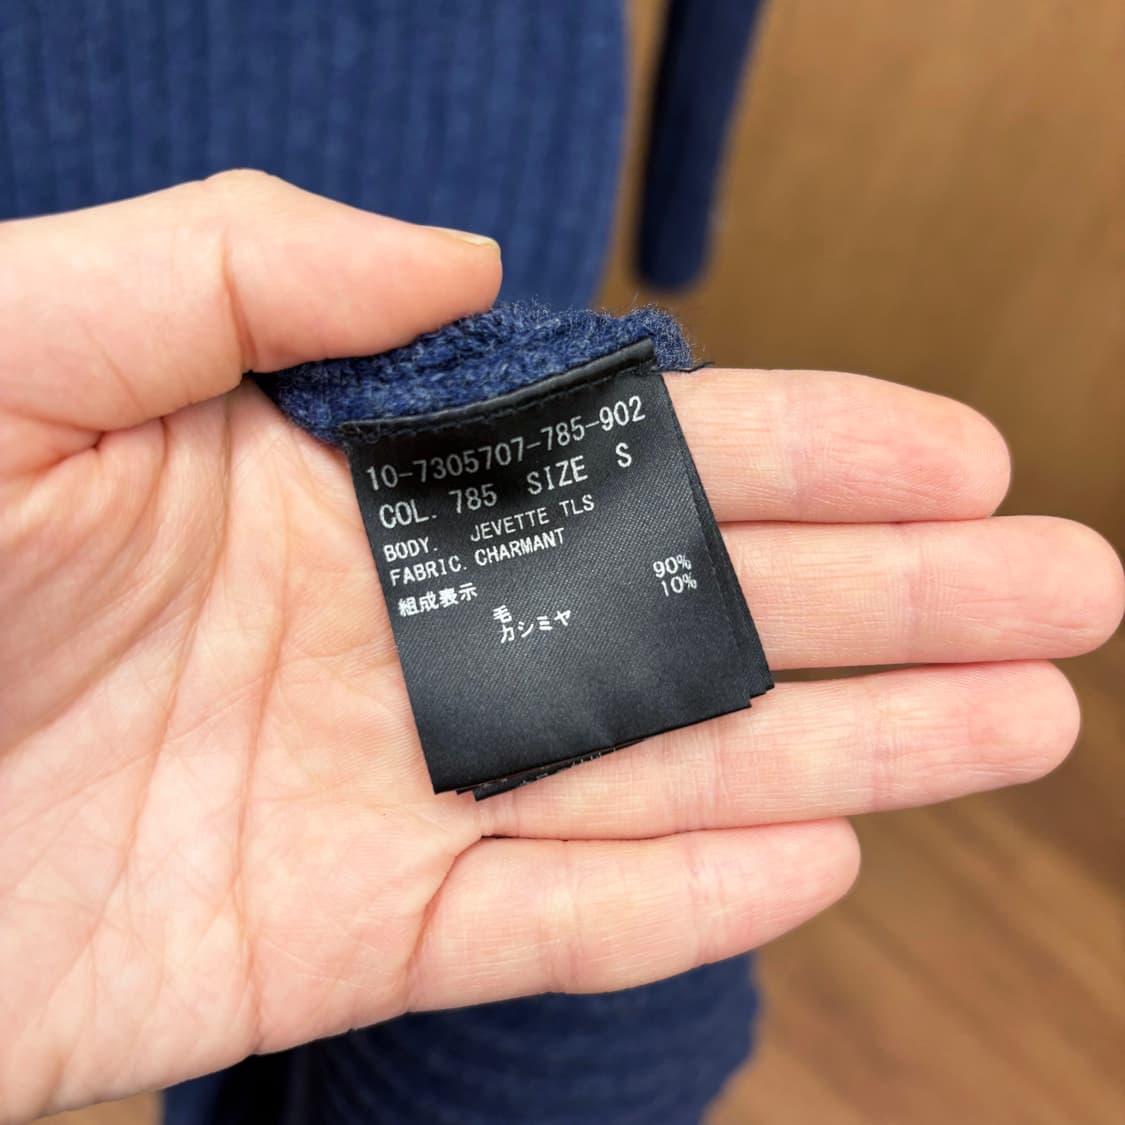 10-7305707-785-902
COL. 785 SIZE S
BODY. JEVETTE TLS
FABRIC. CHARMANT
組成表示
毛 90%
カシミヤ 10%